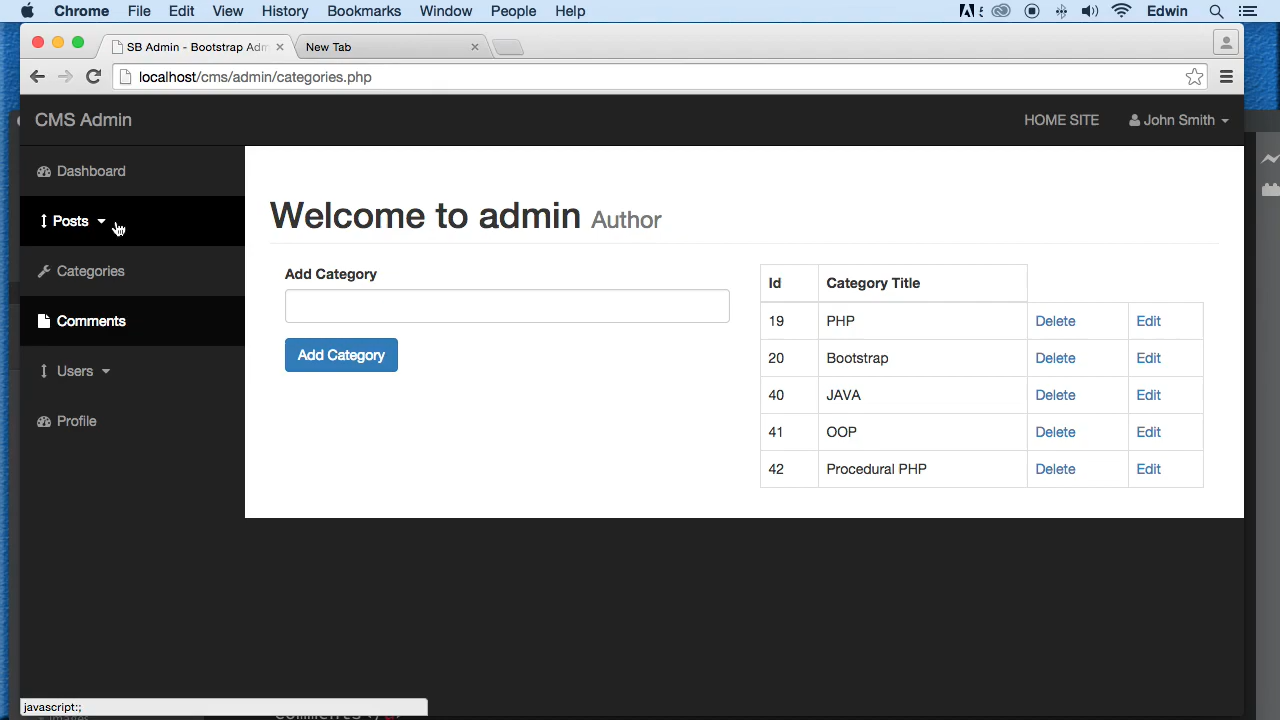 Chrome File Edit View History Bookmarks Window People Help Edwin
SB Admin - Bootstrap Adm New Tab
localhost/cms/admin/categories.php
CMS Admin HOME SITE John Smith
Dashboard
Posts
Categories
Comments
Users
Profile
Welcome to admin Author
Add Category
Add Category
Id Category Title
19 PHP Delete Edit
20 Bootstrap Delete Edit
40 JAVA Delete Edit
41 OOP Delete Edit
42 Procedural PHP Delete Edit
javascript:;